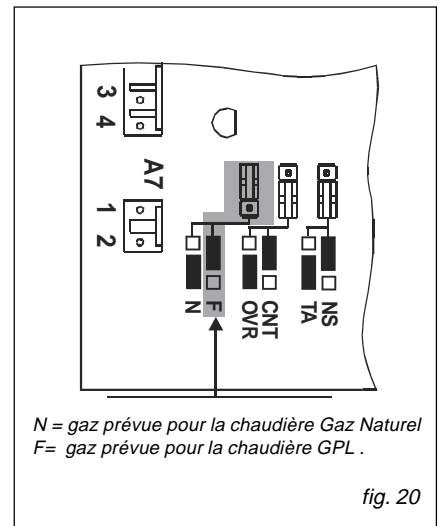 3
4
A7
1
2
N
F
OVR
CNT
TA
NS
N = gaz prévue pour la chaudière Gaz Naturel
F= gaz prévue pour la chaudière GPL .
fig. 20